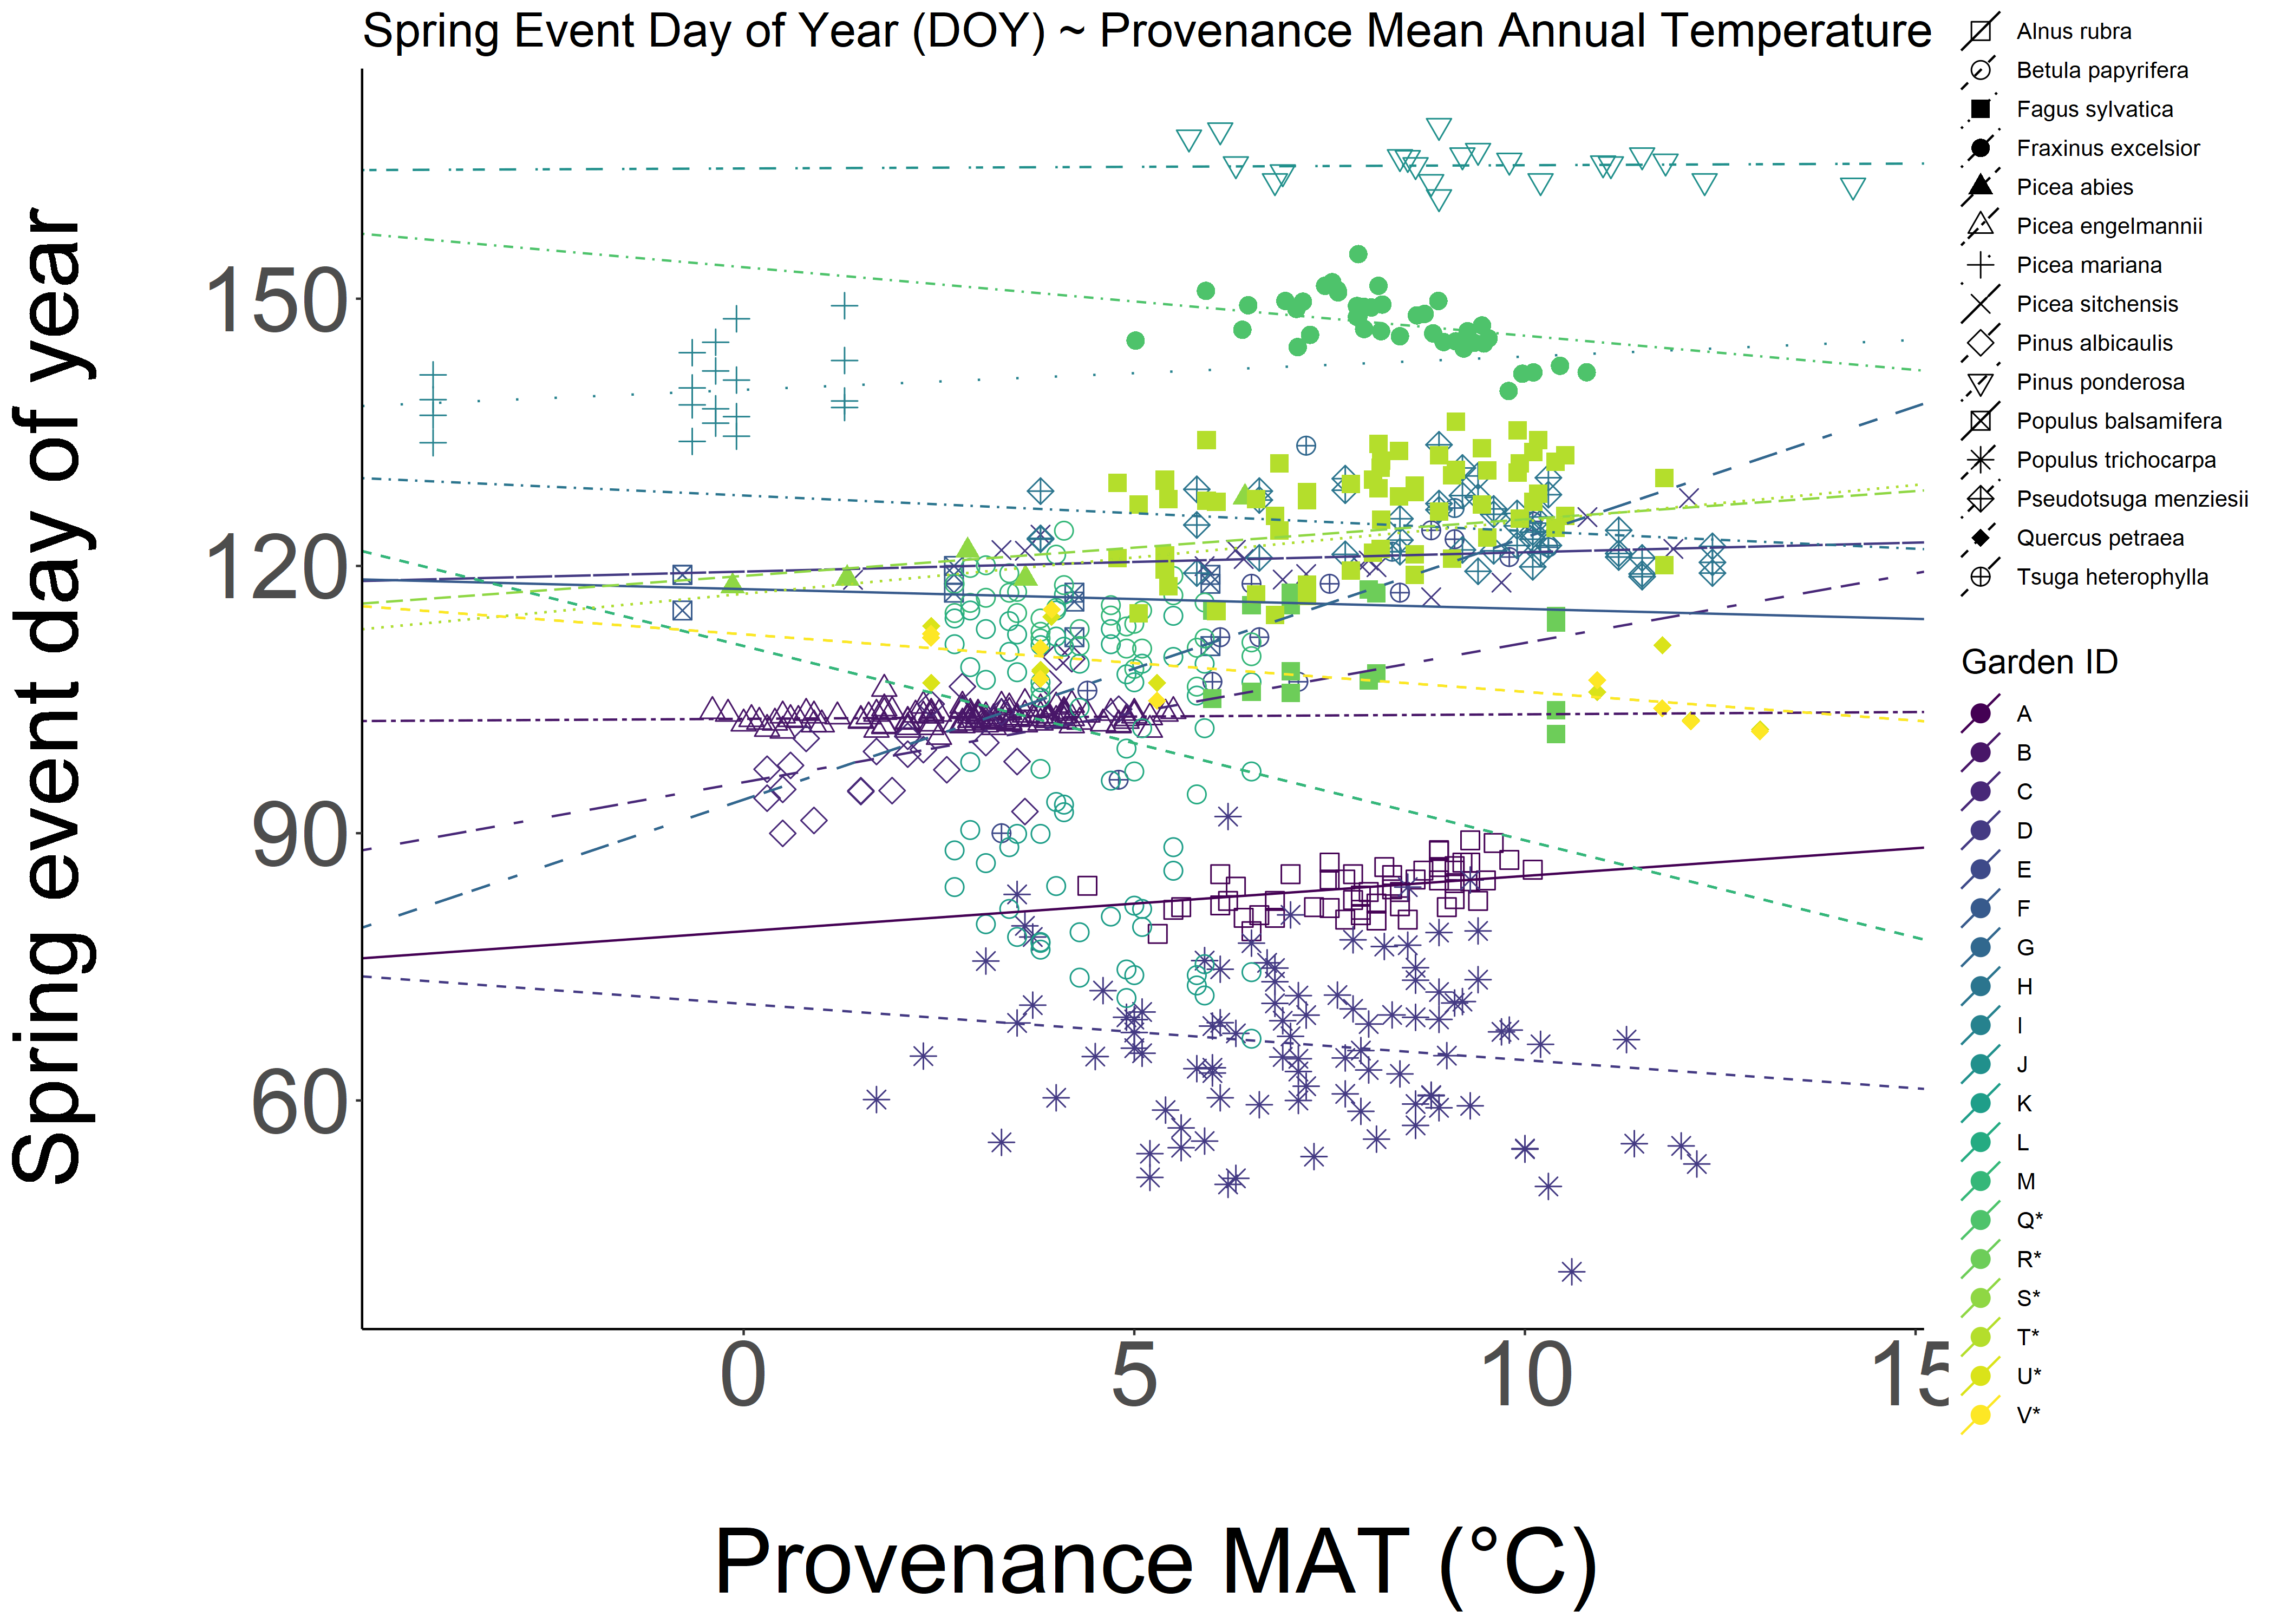 Spring Event Day of Year (DOY) ~ Provenance Mean Annual Temperature
Spring event day of year
150
120
90
60
0
5
10
15
Provenance MAT (°C)
Alnus rubra
Betula papyrifera
Fagus sylvatica
Fraxinus excelsior
Picea abies
Picea engelmannii
Picea mariana
Picea sitchensis
Pinus albicaulis
Pinus ponderosa
Populus balsamifera
Populus trichocarpa
Pseudotsuga menziesii
Quercus petraea
Tsuga heterophylla
Garden ID
A
B
C
D
E
F
G
H
I
J
K
L
M
Q*
R*
S*
T*
U*
V*